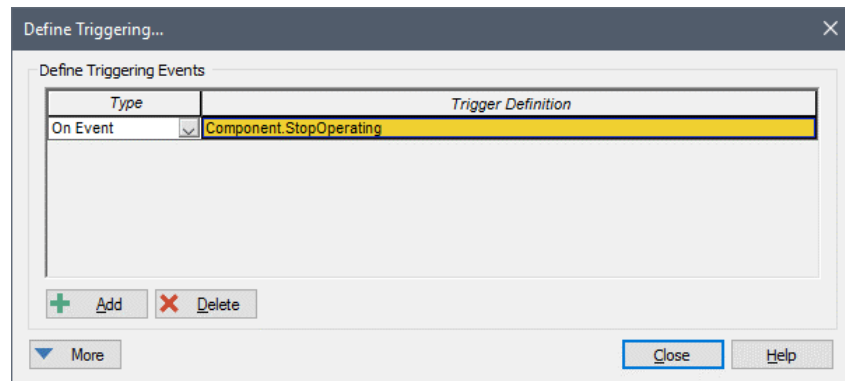 Define Triggering...
Define Triggering Events
Type Trigger Definition
On Event Component.StopOperating
Add Delete
More Close Help